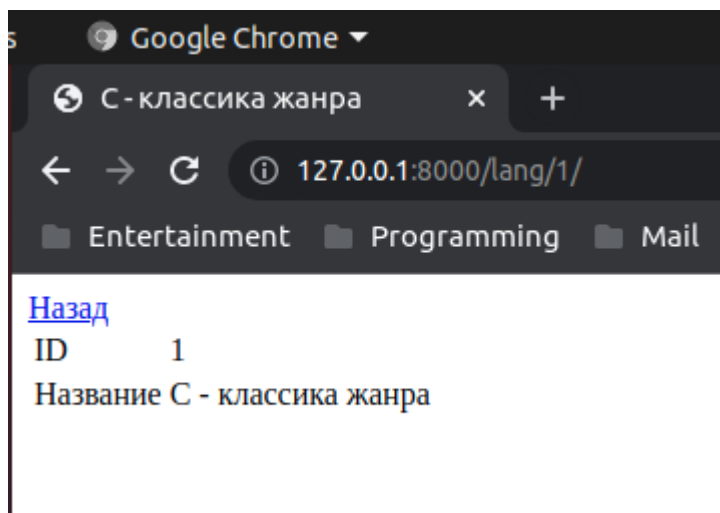 s Google Chrome
С - классика жанра
127.0.0.1:8000/lang/1/
Entertainment Programming Mail
Назад
ID 1
Название С - классика жанра